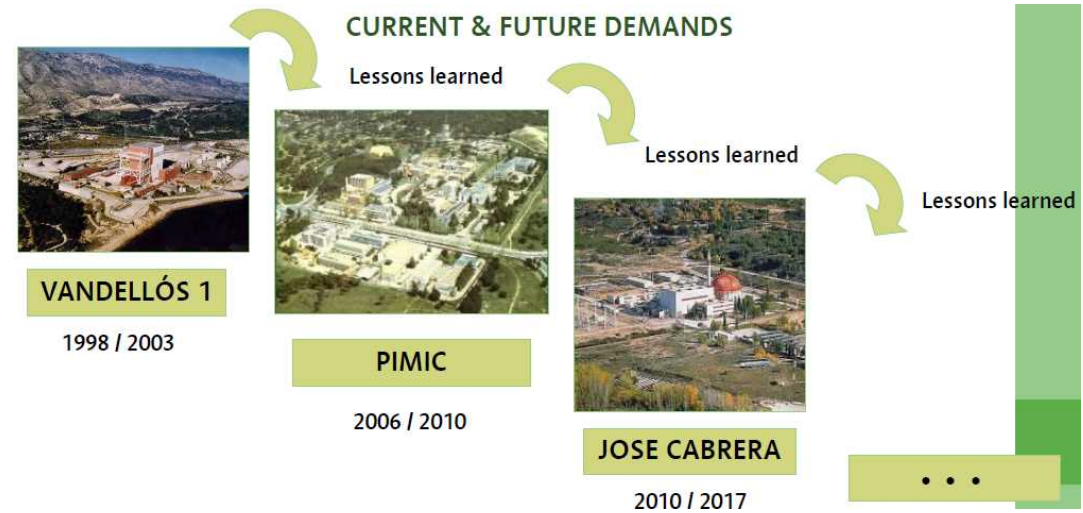 CURRENT & FUTURE DEMANDS
Lessons learned
Lessons learned
Lessons learned
VANDELLÓS 1
1998 / 2003
PIMIC
2006 / 2010
JOSE CABRERA
2010 / 2017
• • •